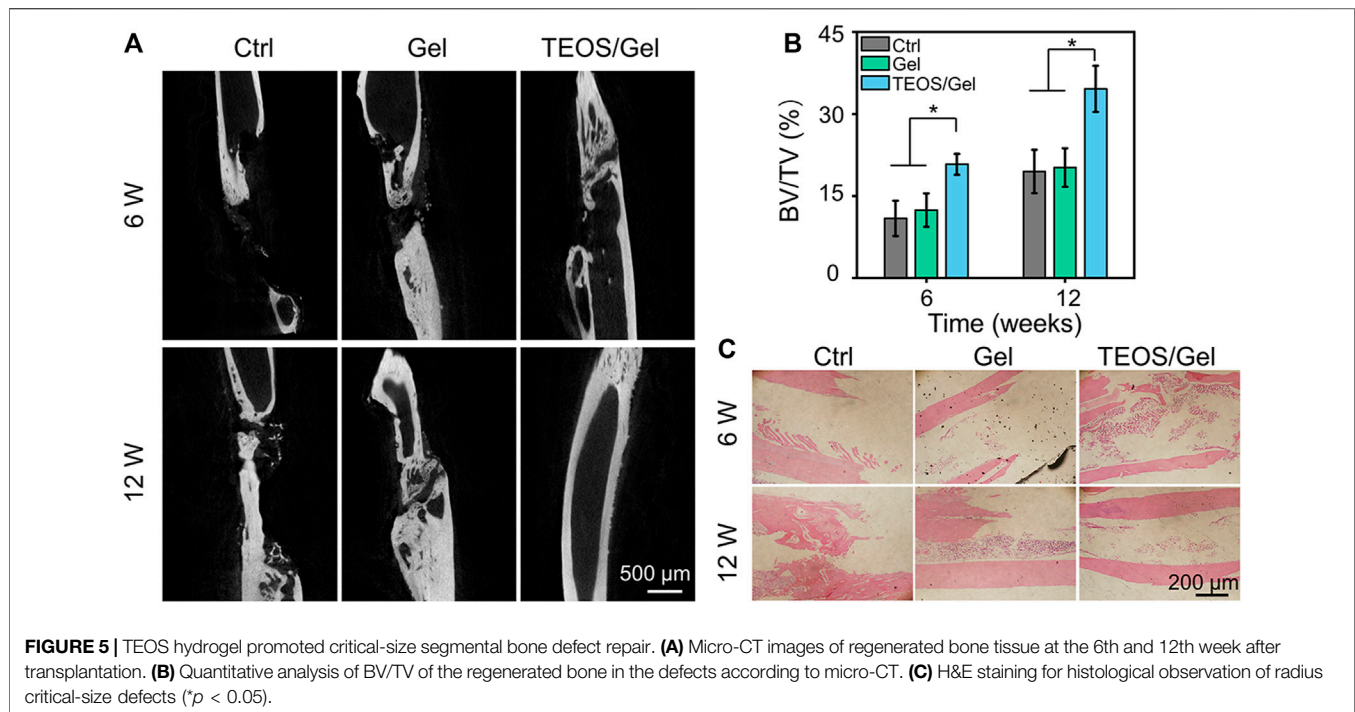 A
Ctrl Gel TEOS/Gel
6 W
12 W
500 µm
B
45
30
15
0
BV/TV (%)
Ctrl
Gel
TEOS/Gel
*
*
6 12
Time (weeks)
C
Ctrl Gel TEOS/Gel
6 W
12 W
200 µm
FIGURE 5 | TEOS hydrogel promoted critical-size segmental bone defect repair. (A) Micro-CT images of regenerated bone tissue at the 6th and 12th week after
transplantation. (B) Quantitative analysis of BV/TV of the regenerated bone in the defects according to micro-CT. (C) H&E staining for histological observation of radius
critical-size defects (*p < 0.05).